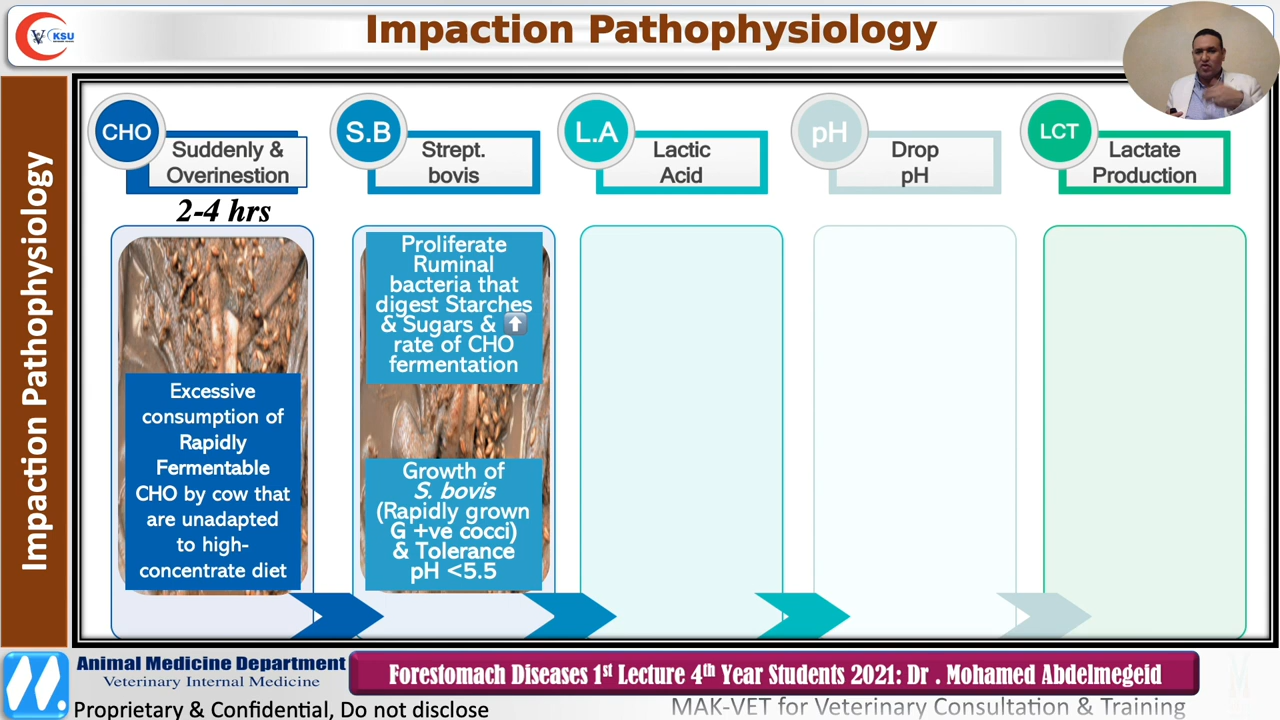 Impaction Pathophysiology
KSU
Impaction Pathophysiology
CHO
Suddenly &
Overinestion
2-4 hrs
Excessive
consumption of
Rapidly
Fermentable
CHO by cow that
are unadapted
to high-
concentrate diet
S.B
Strept.
bovis
Proliferate
Ruminal
bacteria that
digest Starches
& Sugars & ⬆
rate of CHO
fermentation
Growth of
S. bovis
(Rapidly grown
G +ve cocci)
& Tolerance
pH <5.5
L.A
Lactic
Acid
pH
Drop
pH
LCT
Lactate
Production
Animal Medicine Department
Veterinary Internal Medicine
Forestomach Diseases 1st Lecture 4th Year Students 2021: Dr . Mohamed Abdelmegeid
Proprietary & Confidential, Do not disclose
MAK-VET for Veterinary Consultation & Training